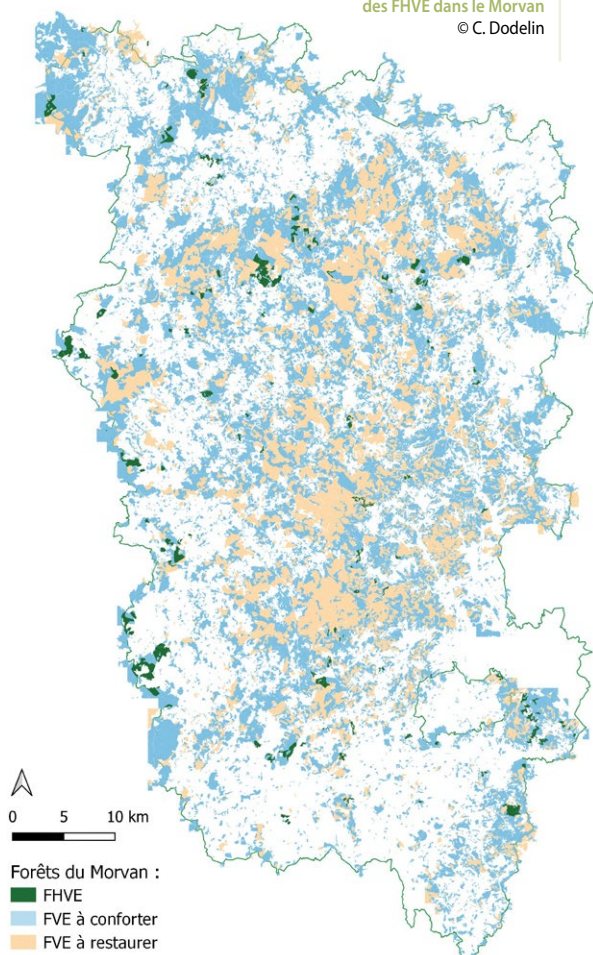 des FHVE dans le Morvan
© C. Dodelin
0 5 10 km
Forêts du Morvan :
FHVE
FVE à conforter
FVE à restaurer